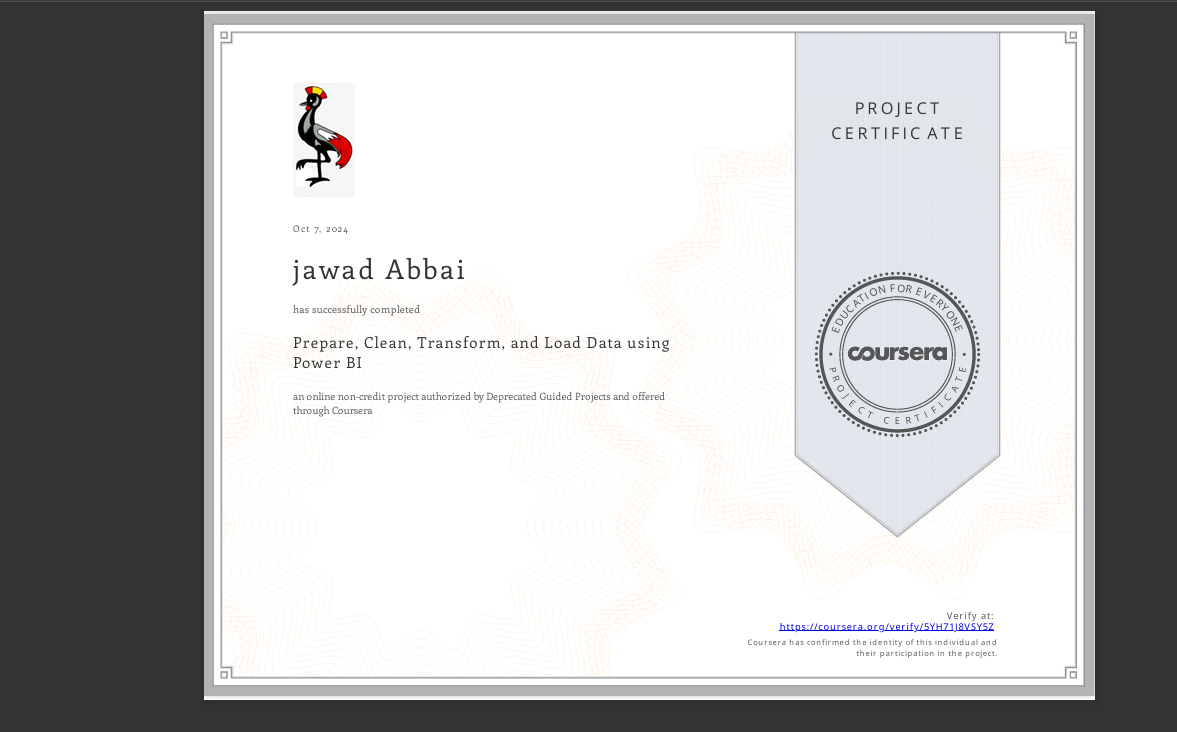 PROJECT
CERTIFICATE
Oct 7, 2024
jawad Abbai
has successfully completed
Prepare, Clean, Transform, and Load Data using
Power BI
an online non-credit project authorized by Deprecated Guided Projects and offered
through Coursera
EDUCATION FOR EVERYONE
coursera
PROJECT CERTIFICATE
Verify at:
https://coursera.org/verify/5YH71J8VSY5Z
Coursera has confirmed the identity of this individual and
their participation in the project.